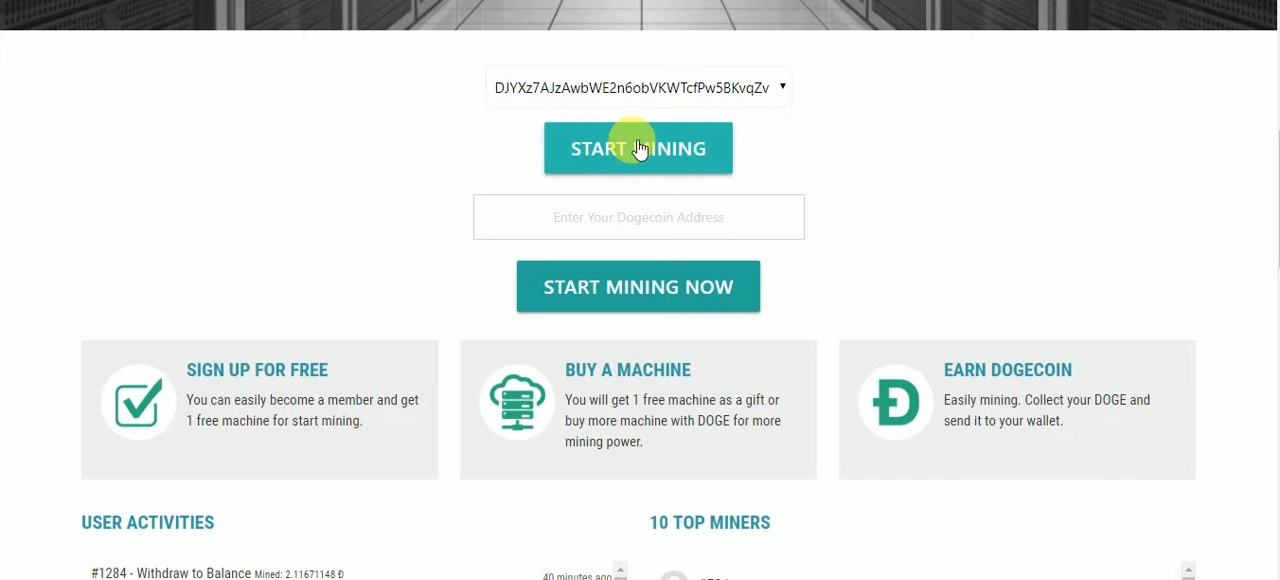 DJYXz7AJzAwbWE2n6obVKWTcfPw5BKvqZv
START MINING
Enter Your Dogecoin Address
START MINING NOW
SIGN UP FOR FREE
You can easily become a member and get
1 free machine for start mining.
BUY A MACHINE
You will get 1 free machine as a gift or
buy more machine with DOGE for more
mining power.
EARN DOGECOIN
Easily mining. Collect your DOGE and
send it to your wallet.
USER ACTIVITIES
10 TOP MINERS
#1284 - Withdraw to Balance Mined: 2.11671148 Ð
40 minutes ago